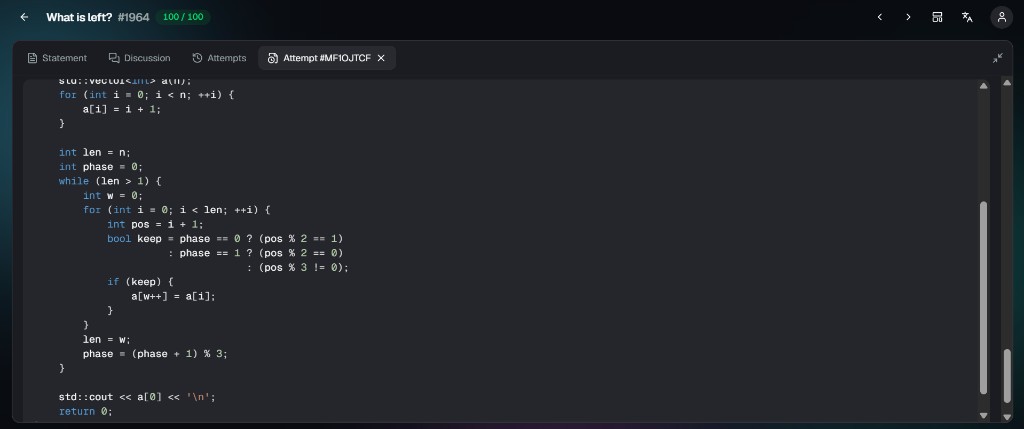 What is left? #1964 100 / 100
Statement Discussion Attempts Attempt #MF1OJTCF
std::vector<int> a(n);
for (int i = 0; i < n; ++i) {
a[i] = i + 1;
}
int len = n;
int phase = 0;
while (len > 1) {
int w = 0;
for (int i = 0; i < len; ++i) {
int pos = i + 1;
bool keep = phase == 0 ? (pos % 2 == 1)
: phase == 1 ? (pos % 2 == 0)
: (pos % 3 != 0);
if (keep) {
a[w++] = a[i];
}
}
len = w;
phase = (phase + 1) % 3;
}
std::cout << a[0] << '\n';
return 0;